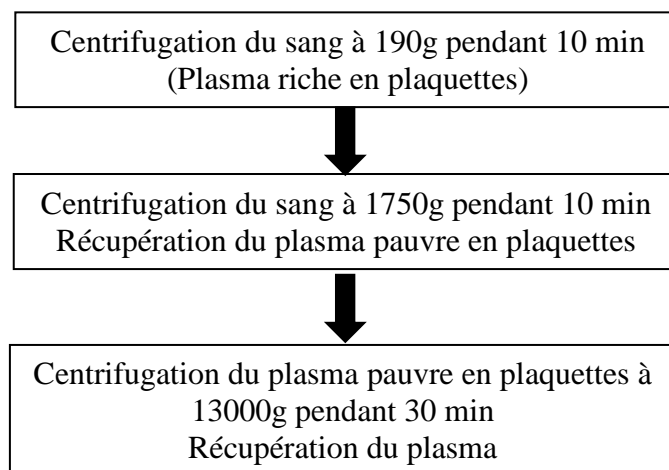 Centrifugation du sang à 190g pendant 10 min
(Plasma riche en plaquettes)
Centrifugation du sang à 1750g pendant 10 min
Récupération du plasma pauvre en plaquettes
Centrifugation du plasma pauvre en plaquettes à
13000g pendant 30 min
Récupération du plasma